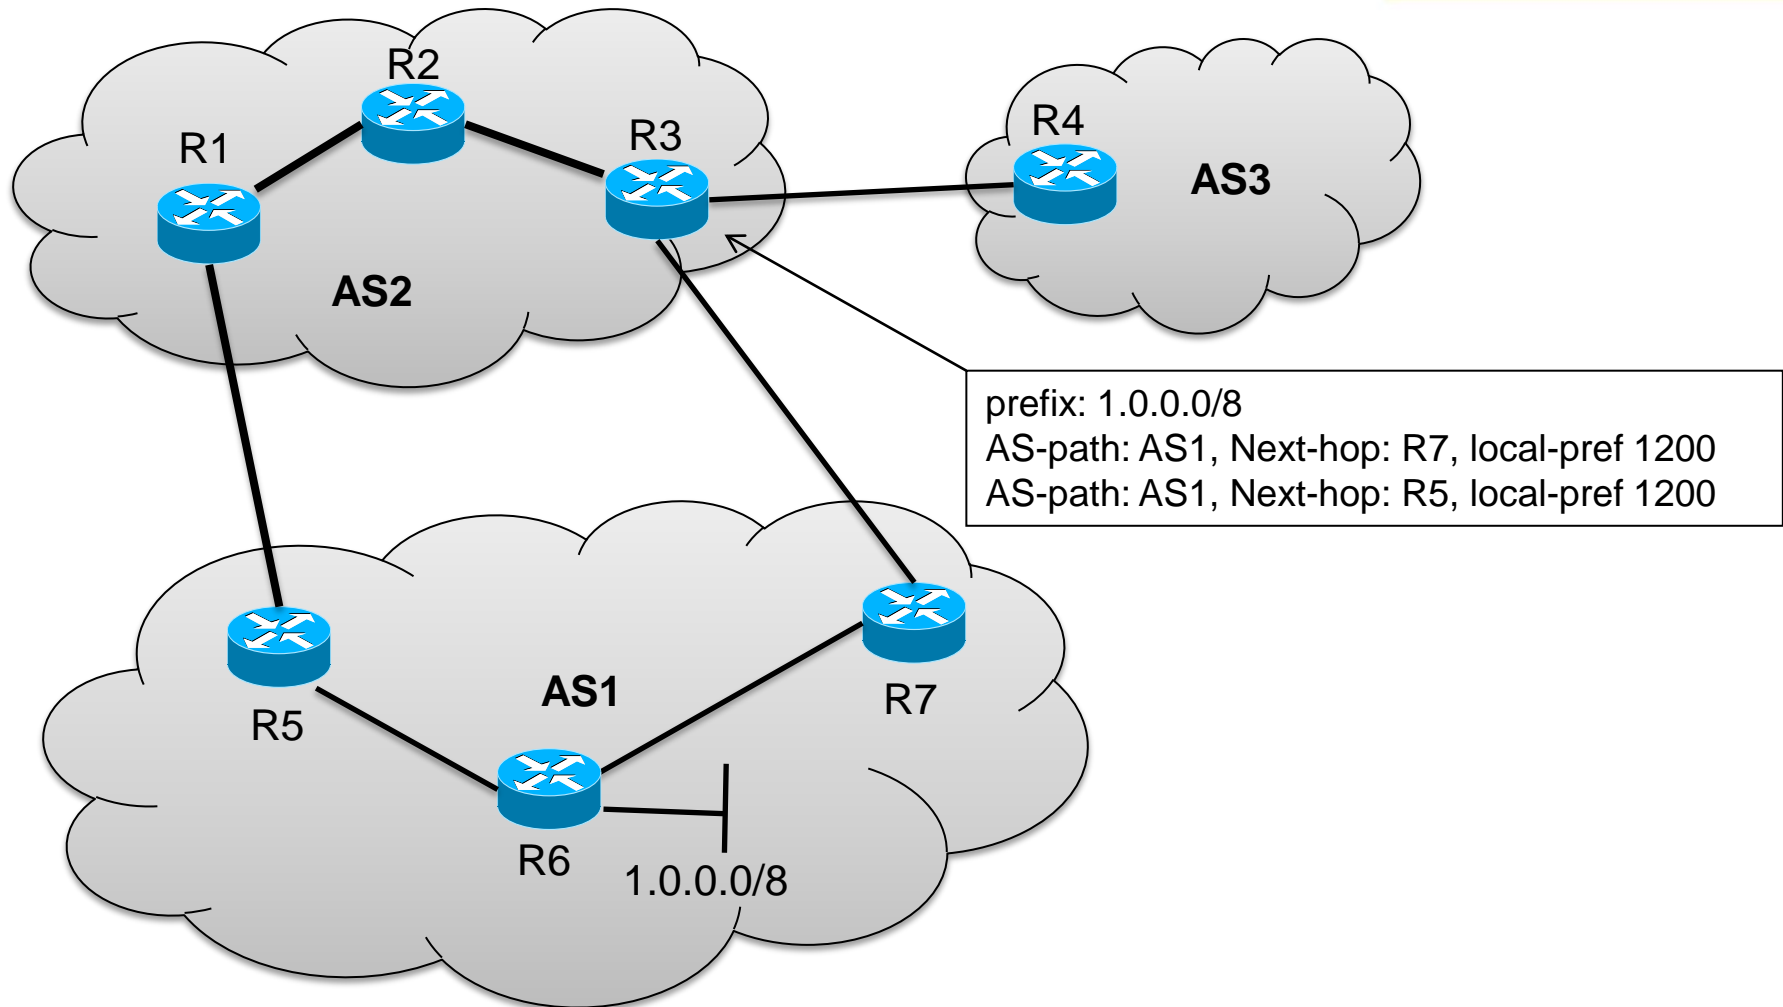 R2
R1
R3
R4
AS3
AS2
prefix: 1.0.0.0/8
AS-path: AS1, Next-hop: R7, local-pref 1200
AS-path: AS1, Next-hop: R5, local-pref 1200
AS1
R5
R7
R6
1.0.0.0/8